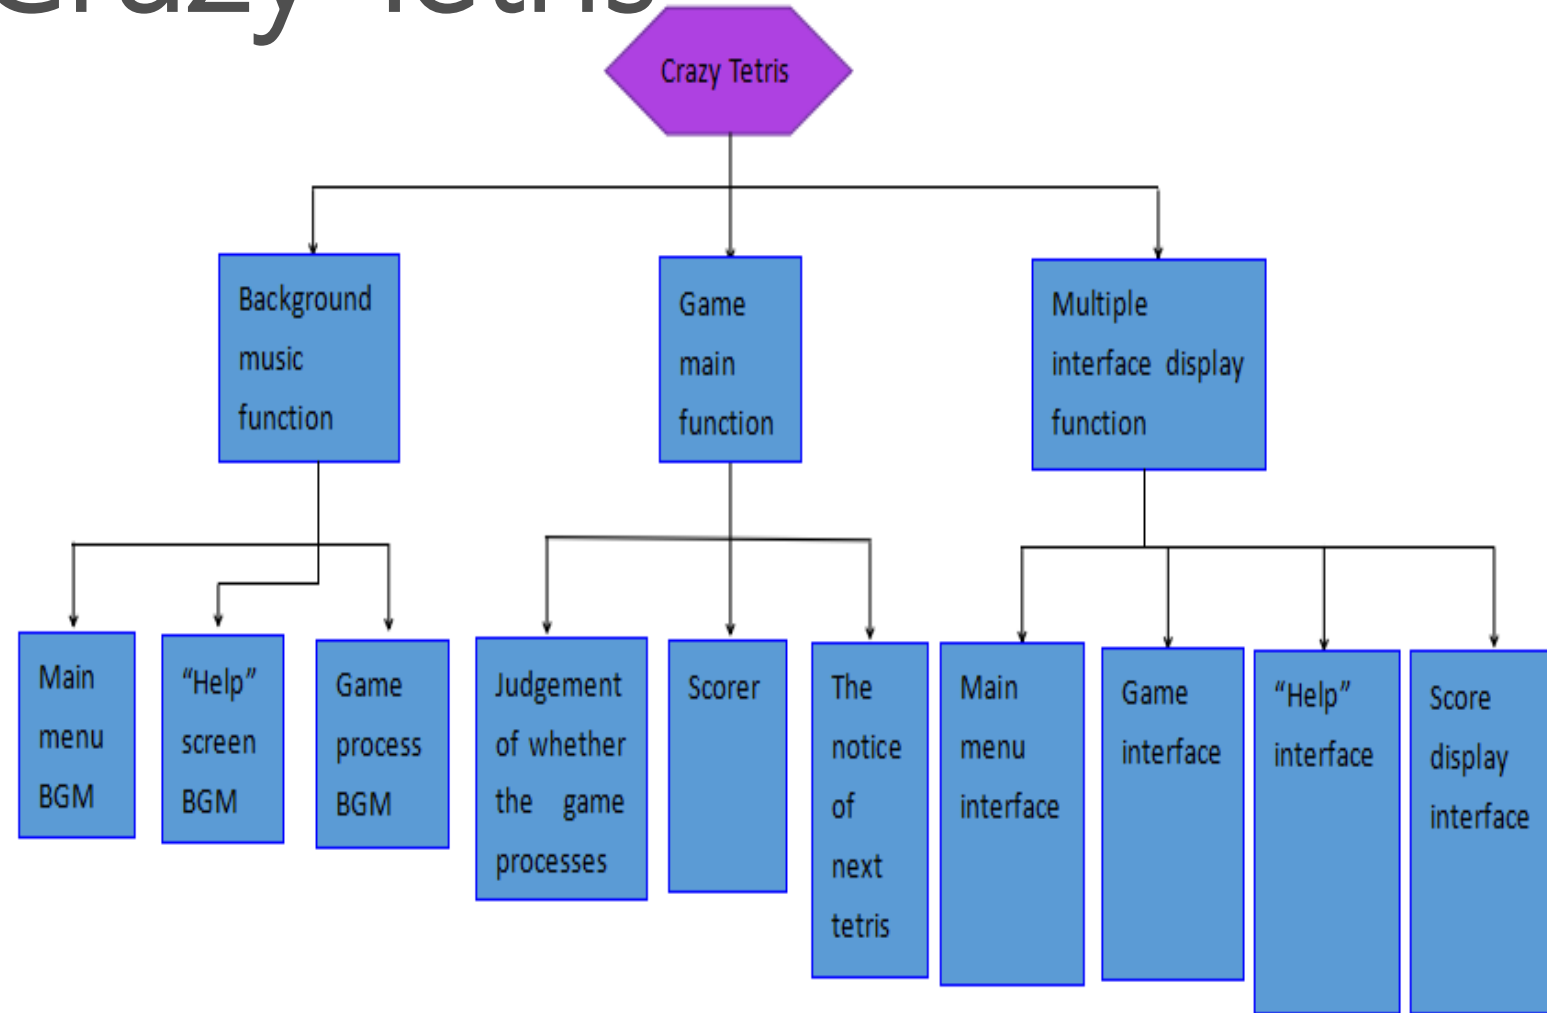 Crazy Tetris
Crazy Tetris
Background
music
function
Game
main
function
Multiple
interface display
function
Main
menu
BGM
“Help”
screen
BGM
Game
process
BGM
Judgement
of whether
the game
processes
Scorer
The
notice
of
next
tetris
Main
menu
interface
Game
interface
“Help”
interface
Score
display
interface